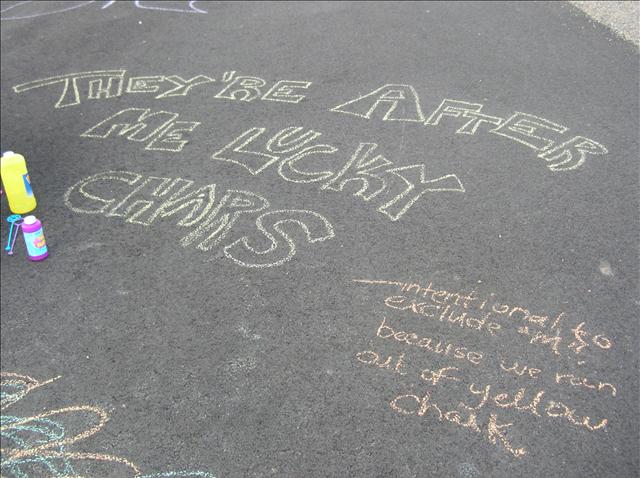 THEY'RE AFTER
ME LUCKY
CHARS
intentional to
exclude "m"
because we ran
out of yellow
chalk